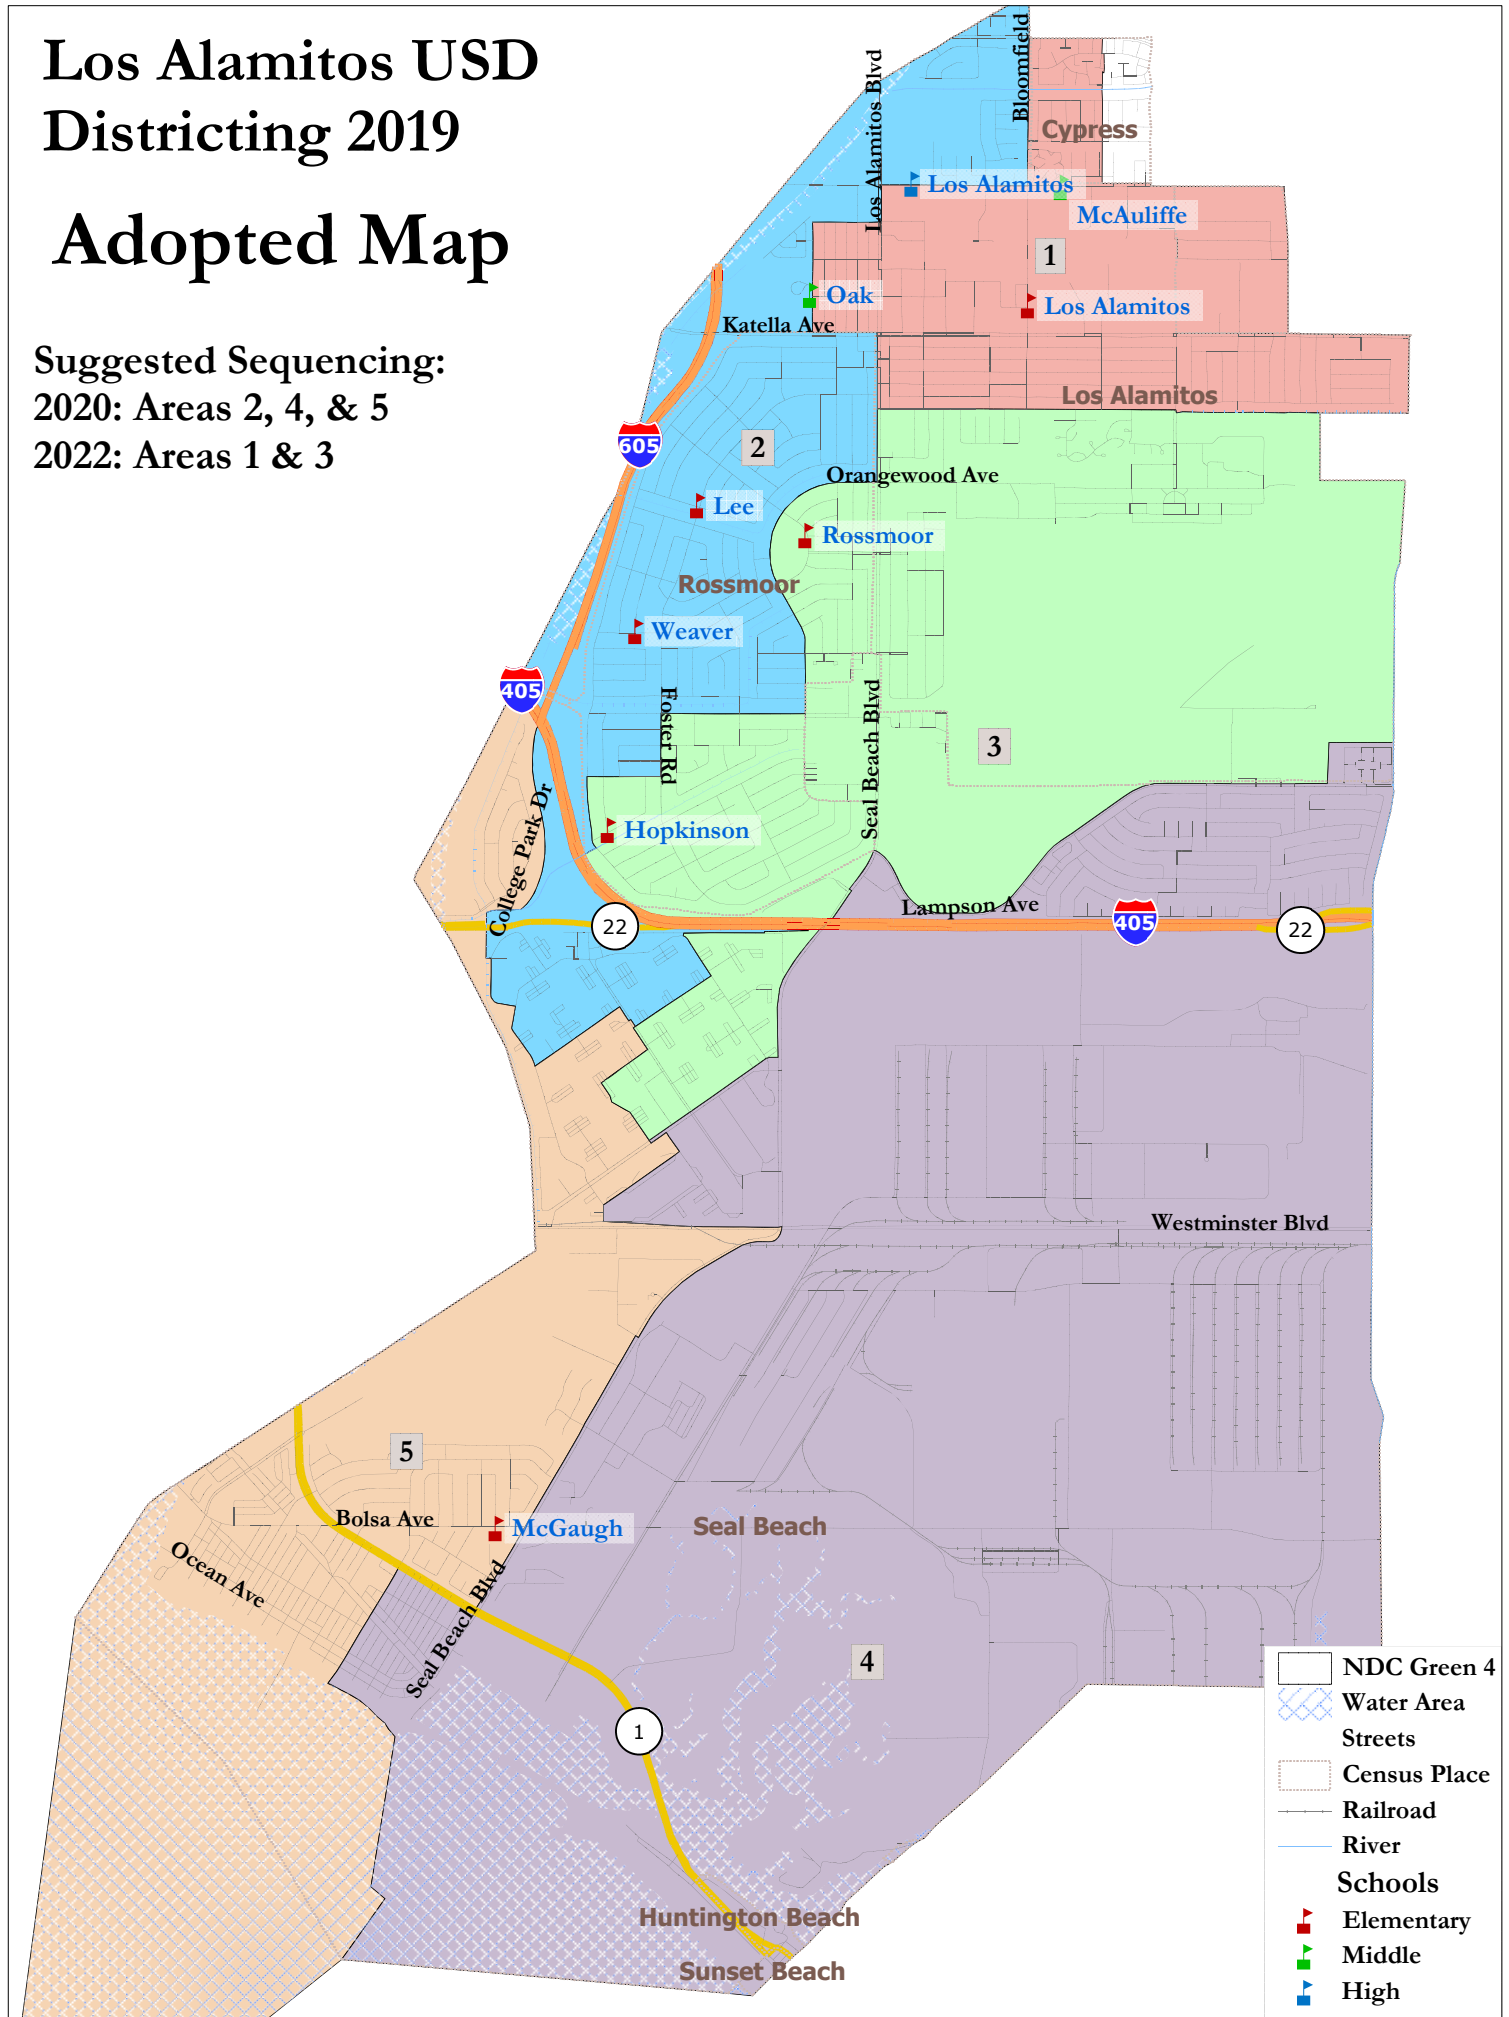 Los Alamitos USD
Districting 2019
Adopted Map
Suggested Sequencing:
2020: Areas 2, 4, & 5
2022: Areas 1 & 3
Los Alamitos Blvd
Bloomfield
Cypress
Los Alamitos
McAuliffe
1
Oak
Los Alamitos
Katella Ave
Los Alamitos
605
2
Orangewood Ave
Lee
Rossmoor
Rossmoor
Weaver
405
Foster Rd
Seal Beach Blvd
3
College Park Dr
Hopkinson
Lampson Ave
22
405
22
Westminster Blvd
5
Bolsa Ave
McGaugh
Seal Beach
Ocean Ave
Seal Beach Blvd
4
1
Huntington Beach
Sunset Beach
NDC Green 4
Water Area
Streets
Census Place
Railroad
River
Schools
Elementary
Middle
High